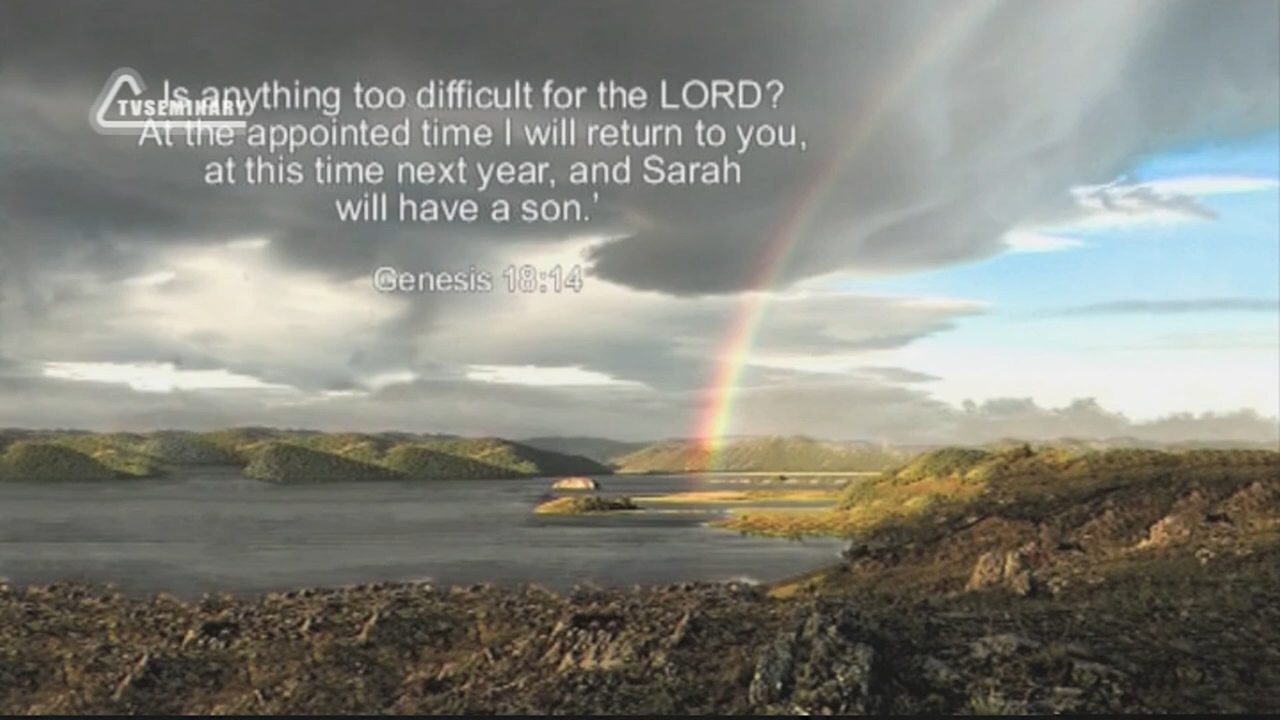 TVSEMINARY
Is anything too difficult for the LORD?
At the appointed time I will return to you,
at this time next year, and Sarah
will have a son.’
Genesis 18:14